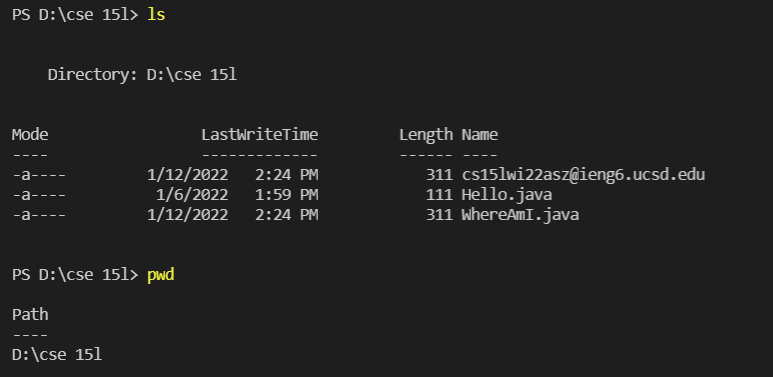 PS D:\cse 15l> ls
Directory: D:\cse 15l
Mode                 LastWriteTime         Length Name
----                 -------------         ------ ----
-a----         1/12/2022   2:24 PM            311 cs15lwi22asz@ieng6.ucsd.edu
-a----          1/6/2022   1:59 PM            111 Hello.java
-a----         1/12/2022   2:24 PM            311 WhereAmI.java
PS D:\cse 15l> pwd
Path
----
D:\cse 15l